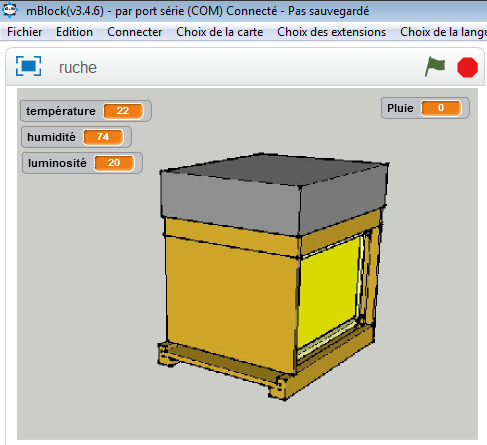 mBlock(v3.4.6) - par port série (COM) Connecté - Pas sauvegardé
Fichier Edition Connecter Choix de la carte Choix des extensions Choix de la langu
ruche
température 22
Pluie 0
humidité 74
luminosité 20